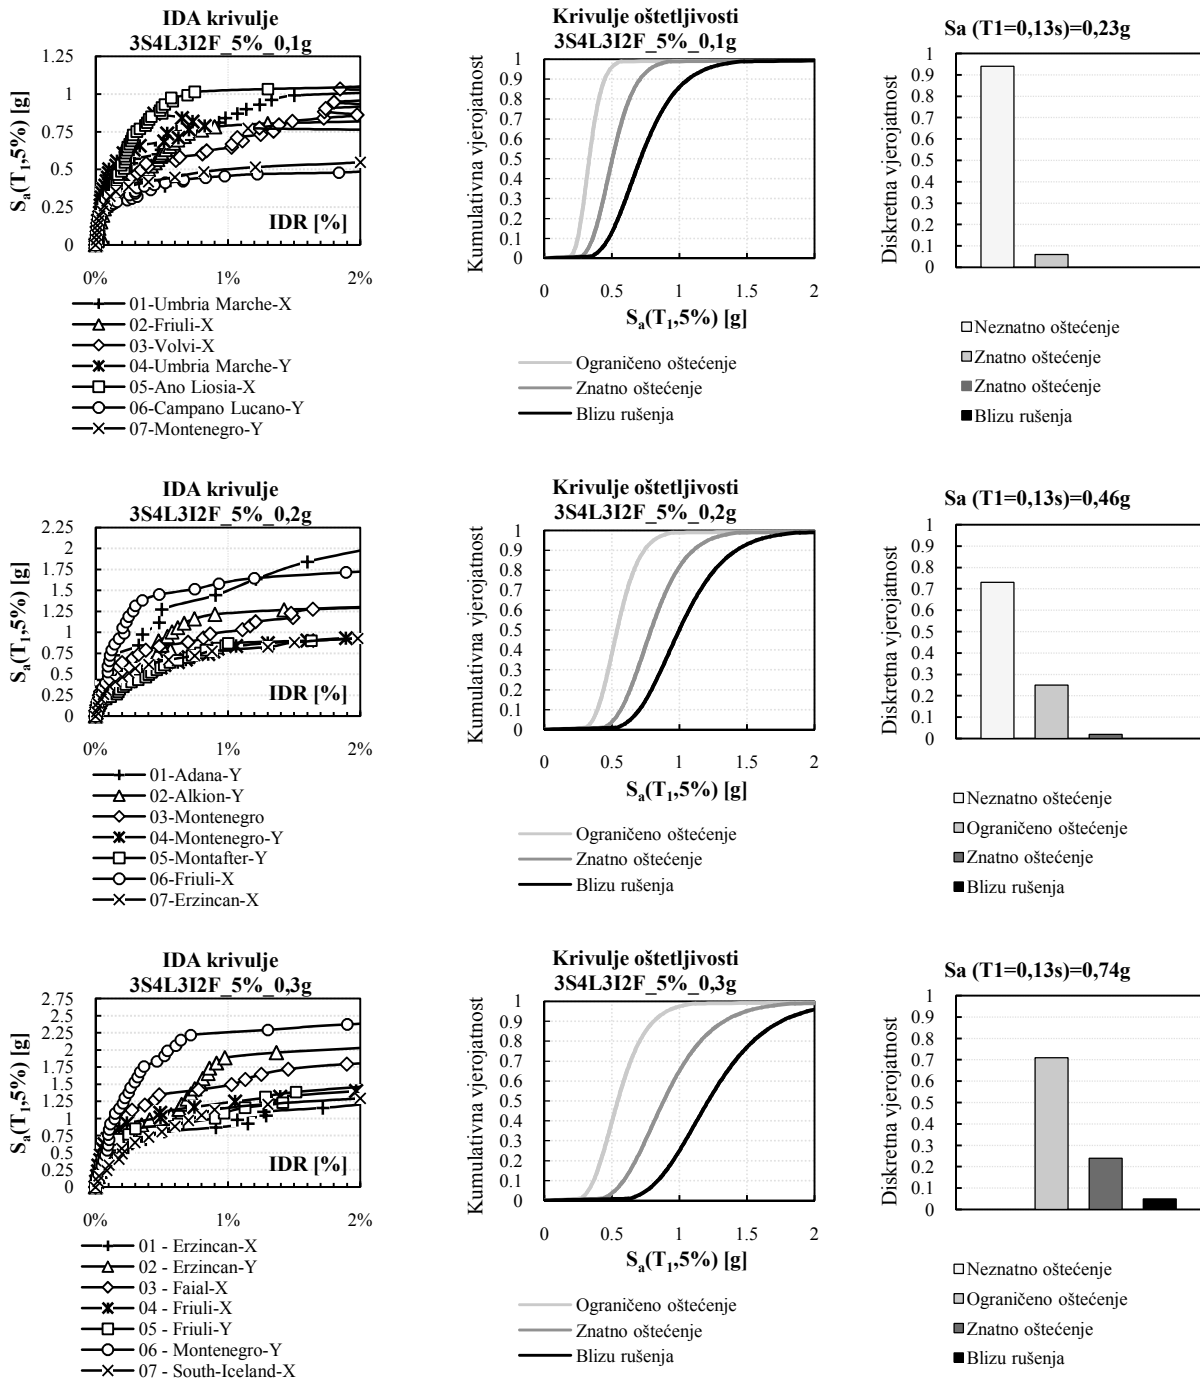 IDA krivulje
3S4L3I2F_5%_0,1g
1.25
1
0.75
0.5
0.25
0
Sa(T1,5%) [g]
IDR [%]
0% 1% 2%
01-Umbria Marche-X
02-Friuli-X
03-Volvi-X
04-Umbria Marche-Y
05-Ano Liosia-X
06-Campano Lucano-Y
07-Montenegro-Y
Krivulje oštetljivosti
3S4L3I2F_5%_0,1g
Kumulativna vjerojatnost
1
0.9
0.8
0.7
0.6
0.5
0.4
0.3
0.2
0.1
0
0 0.5 1 1.5 2
Sa(T1,5%) [g]
Ograničeno oštećenje
Znatno oštećenje
Blizu rušenja
Sa (T1=0,13s)=0,23g
Diskretna vjerojatnost
1
0.9
0.8
0.7
0.6
0.5
0.4
0.3
0.2
0.1
0
Neznatno oštećenje
Znatno oštećenje
Znatno oštećenje
Blizu rušenja
IDA krivulje
3S4L3I2F_5%_0,2g
2.25
2
1.75
1.5
1.25
1
0.75
0.5
0.25
0
Sa(T1,5%) [g]
IDR [%]
0% 1% 2%
01-Adana-Y
02-Alkion-Y
03-Montenegro
04-Montenegro-Y
05-Montafter-Y
06-Friuli-X
07-Erzincan-X
Krivulje oštetljivosti
3S4L3I2F_5%_0,2g
Kumulativna vjerojatnost
1
0.9
0.8
0.7
0.6
0.5
0.4
0.3
0.2
0.1
0
0 0.5 1 1.5 2
Sa(T1,5%) [g]
Ograničeno oštećenje
Znatno oštećenje
Blizu rušenja
Sa (T1=0,13s)=0,46g
Diskretna vjerojatnost
1
0.9
0.8
0.7
0.6
0.5
0.4
0.3
0.2
0.1
0
Neznatno oštećenje
Ograničeno oštećenje
Znatno oštećenje
Blizu rušenja
IDA krivulje
3S4L3I2F_5%_0,3g
2.75
2.5
2.25
2
1.75
1.5
1.25
1
0.75
0.5
0.25
0
Sa(T1,5%) [g]
IDR [%]
0% 1% 2%
01 - Erzincan-X
02 - Erzincan-Y
03 - Faial-X
04 - Friuli-X
05 - Friuli-Y
06 - Montenegro-Y
07 - South-Iceland-X
Krivulje oštetljivosti
3S4L3I2F_5%_0,3g
Kumulativna vjerojatnost
1
0.9
0.8
0.7
0.6
0.5
0.4
0.3
0.2
0.1
0
0 0.5 1 1.5 2
Sa(T1,5%) [g]
Ograničeno oštećenje
Znatno oštećenje
Blizu rušenja
Sa (T1=0,13s)=0,74g
Diskretna vjerojatnost
1
0.9
0.8
0.7
0.6
0.5
0.4
0.3
0.2
0.1
0
Neznatno oštećenje
Ograničeno oštećenje
Znatno oštećenje
Blizu rušenja